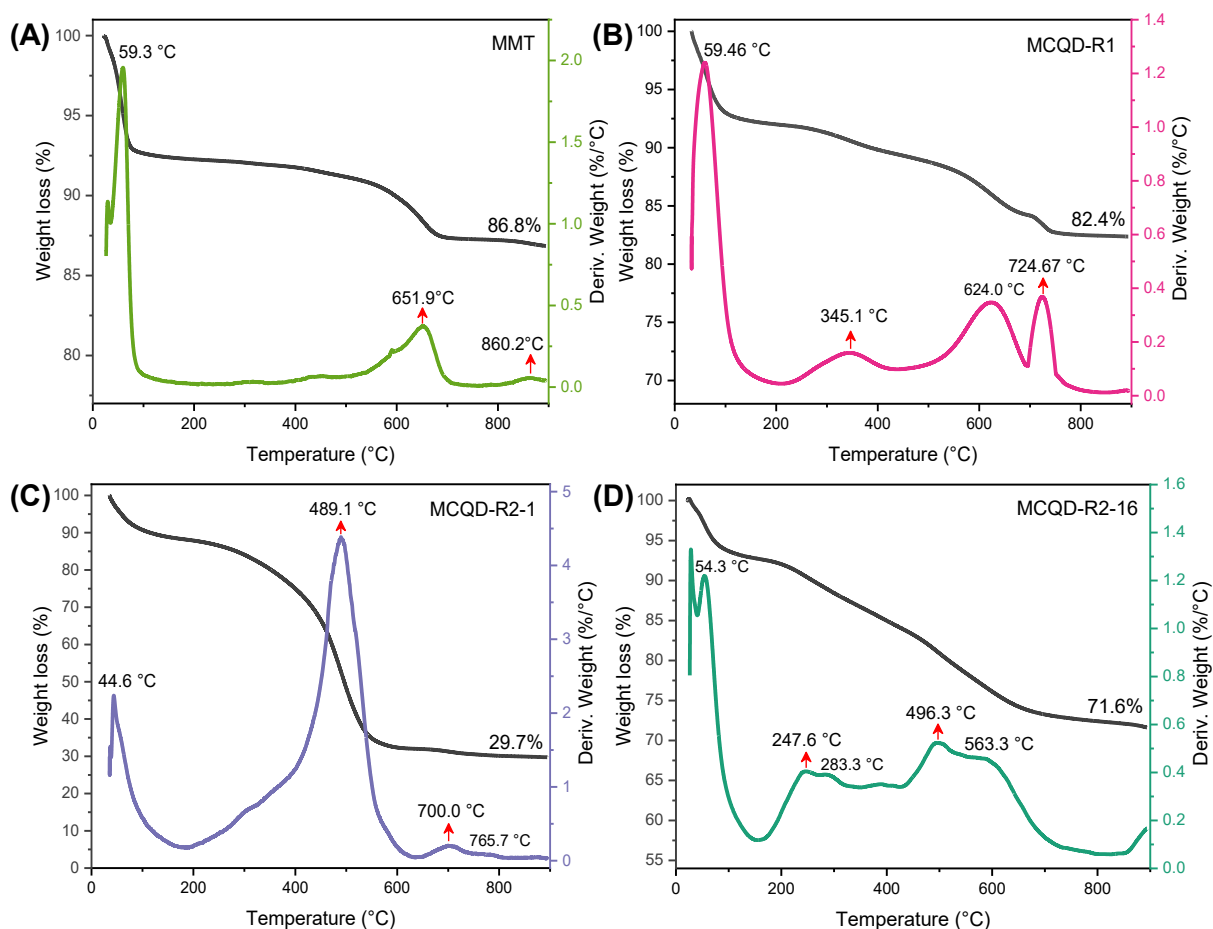 (A)
MMT
59.3 °C
86.8%
651.9°C
860.2°C
100
95
90
85
80
2.0
1.5
1.0
0.5
0.0
0
200
400
600
800
Weight loss (%)
Deriv. Weight (%/°C)
Temperature (°C)
(B)
MCQD-R1
59.46 °C
82.4%
724.67 °C
624.0 °C
345.1 °C
100
95
90
85
80
75
70
1.4
1.2
1.0
0.8
0.6
0.4
0.2
0.0
0
200
400
600
800
Weight loss (%)
Deriv. Weight (%/°C)
Temperature (°C)
(C)
MCQD-R2-1
489.1 °C
44.6 °C
29.7%
700.0 °C
765.7 °C
100
90
80
70
60
50
40
30
20
10
0
5
4
3
2
1
0
0
200
400
600
800
Weight loss (%)
Deriv. Weight (%/°C)
Temperature (°C)
(D)
MCQD-R2-16
54.3 °C
71.6%
496.3 °C
247.6 °C
283.3 °C
563.3 °C
100
95
90
85
80
75
70
65
60
55
1.6
1.4
1.2
1.0
0.8
0.6
0.4
0.2
0.0
0
200
400
600
800
Weight loss (%)
Deriv. Weight (%/°C)
Temperature (°C)